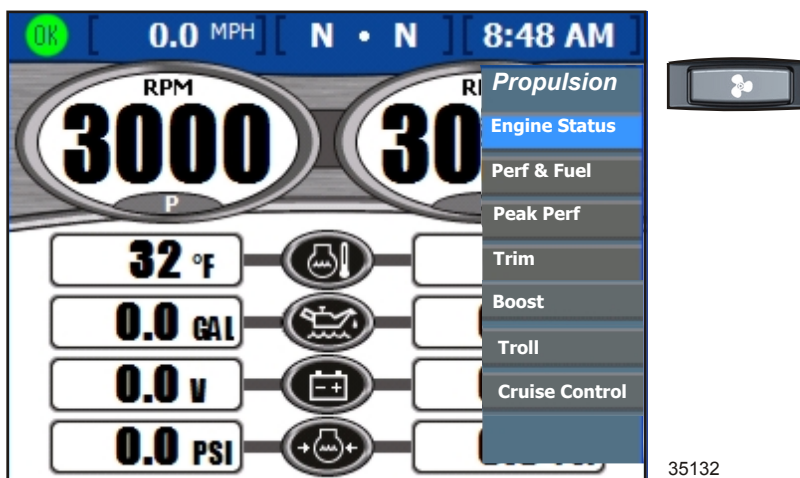 OK 0.0 MPH N • N 8:48 AM
RPM
3000
P
32 °F
0.0 GAL
0.0 V
0.0 PSI
30
Propulsion
Engine Status
Perf & Fuel
Peak Perf
Trim
Boost
Troll
Cruise Control
35132